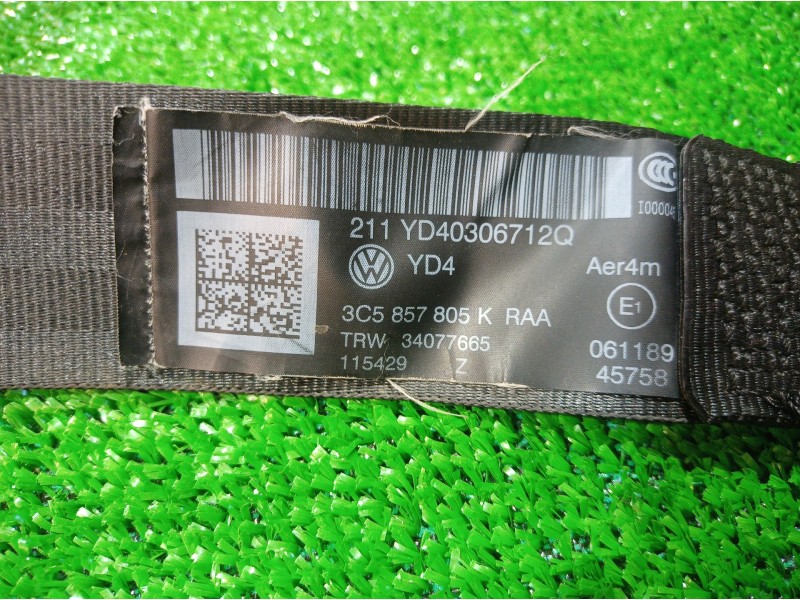 I00004
211 YD40306712Q
YD4
Aer4m
3C5 857 805 K RAA
E1
TRW 34077665
061189
115429 Z
45758